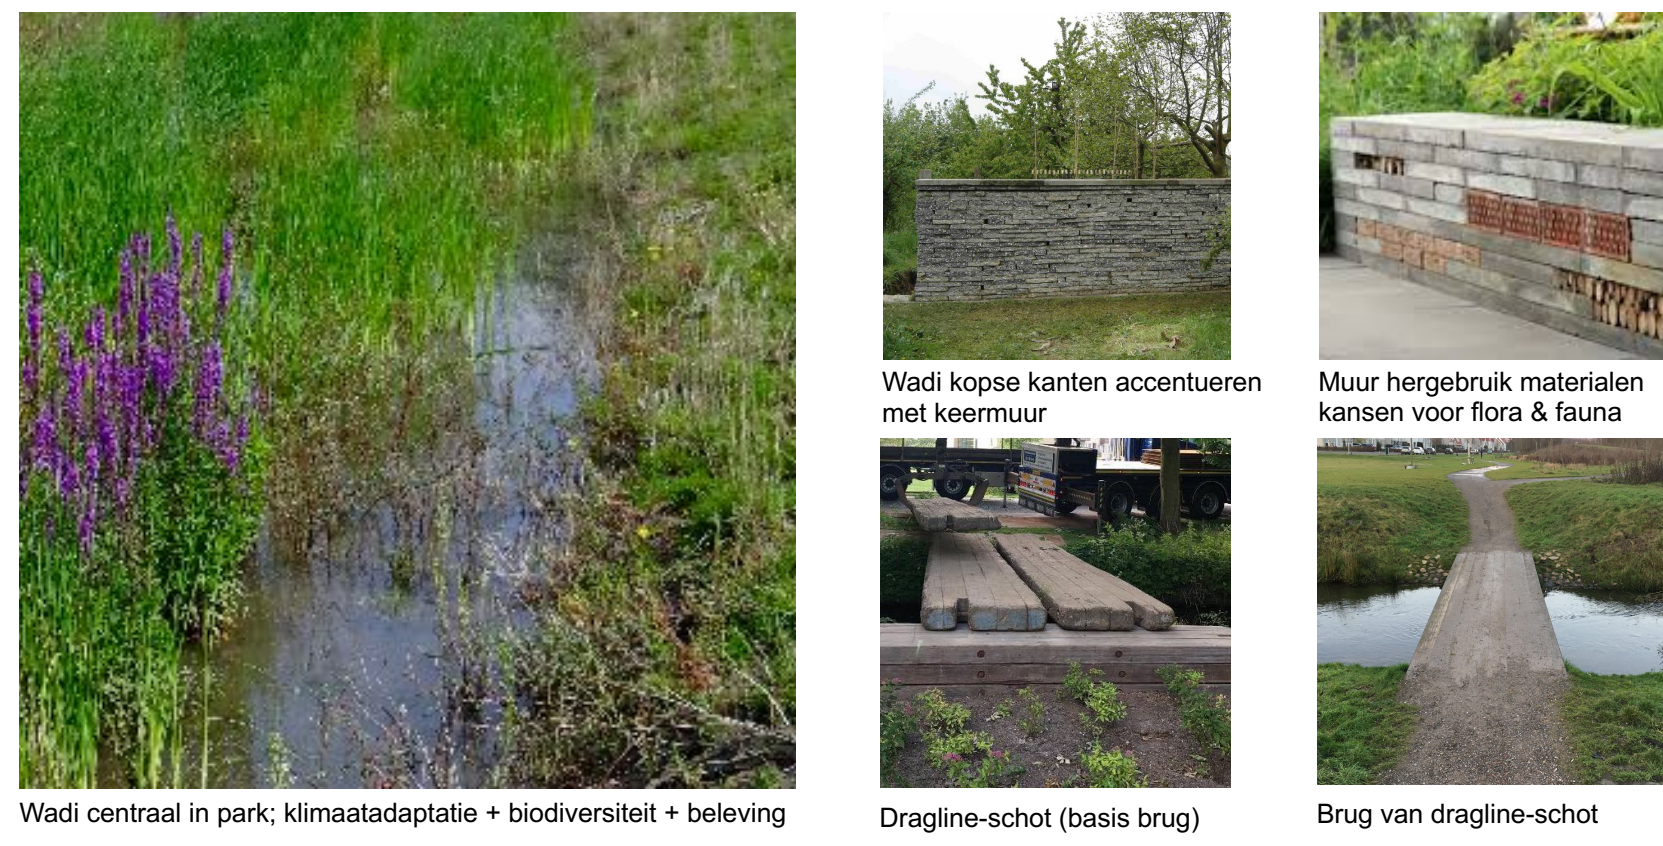 Wadi kopse kanten accentueren
met keermuur
Muur hergebruik materialen
kansen voor flora & fauna
Wadi centraal in park; klimaatadaptatie + biodiversiteit + beleving
Dragline-schot (basis brug)
Brug van dragline-schot